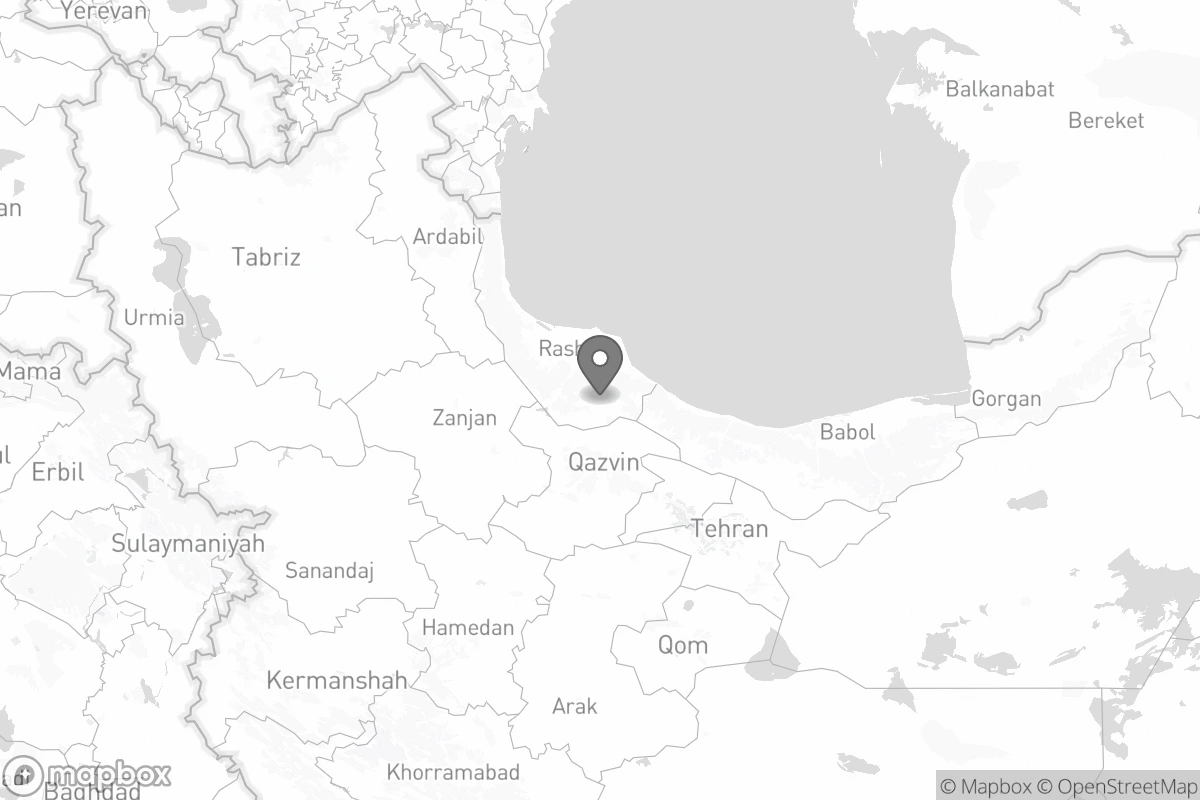 Yerevan
Balkanabat
Bereket
an
Ardabil
Tabriz
Urmia
Rash
Mama
Gorgan
Zanjan
Babol
Qazvin
Erbil
Tehran
Sulaymaniyah
Sanandaj
Hamedan
Qom
Kermanshah
Arak
Khorramabad
mapbox
Baghdad
© Mapbox © OpenStreetMap